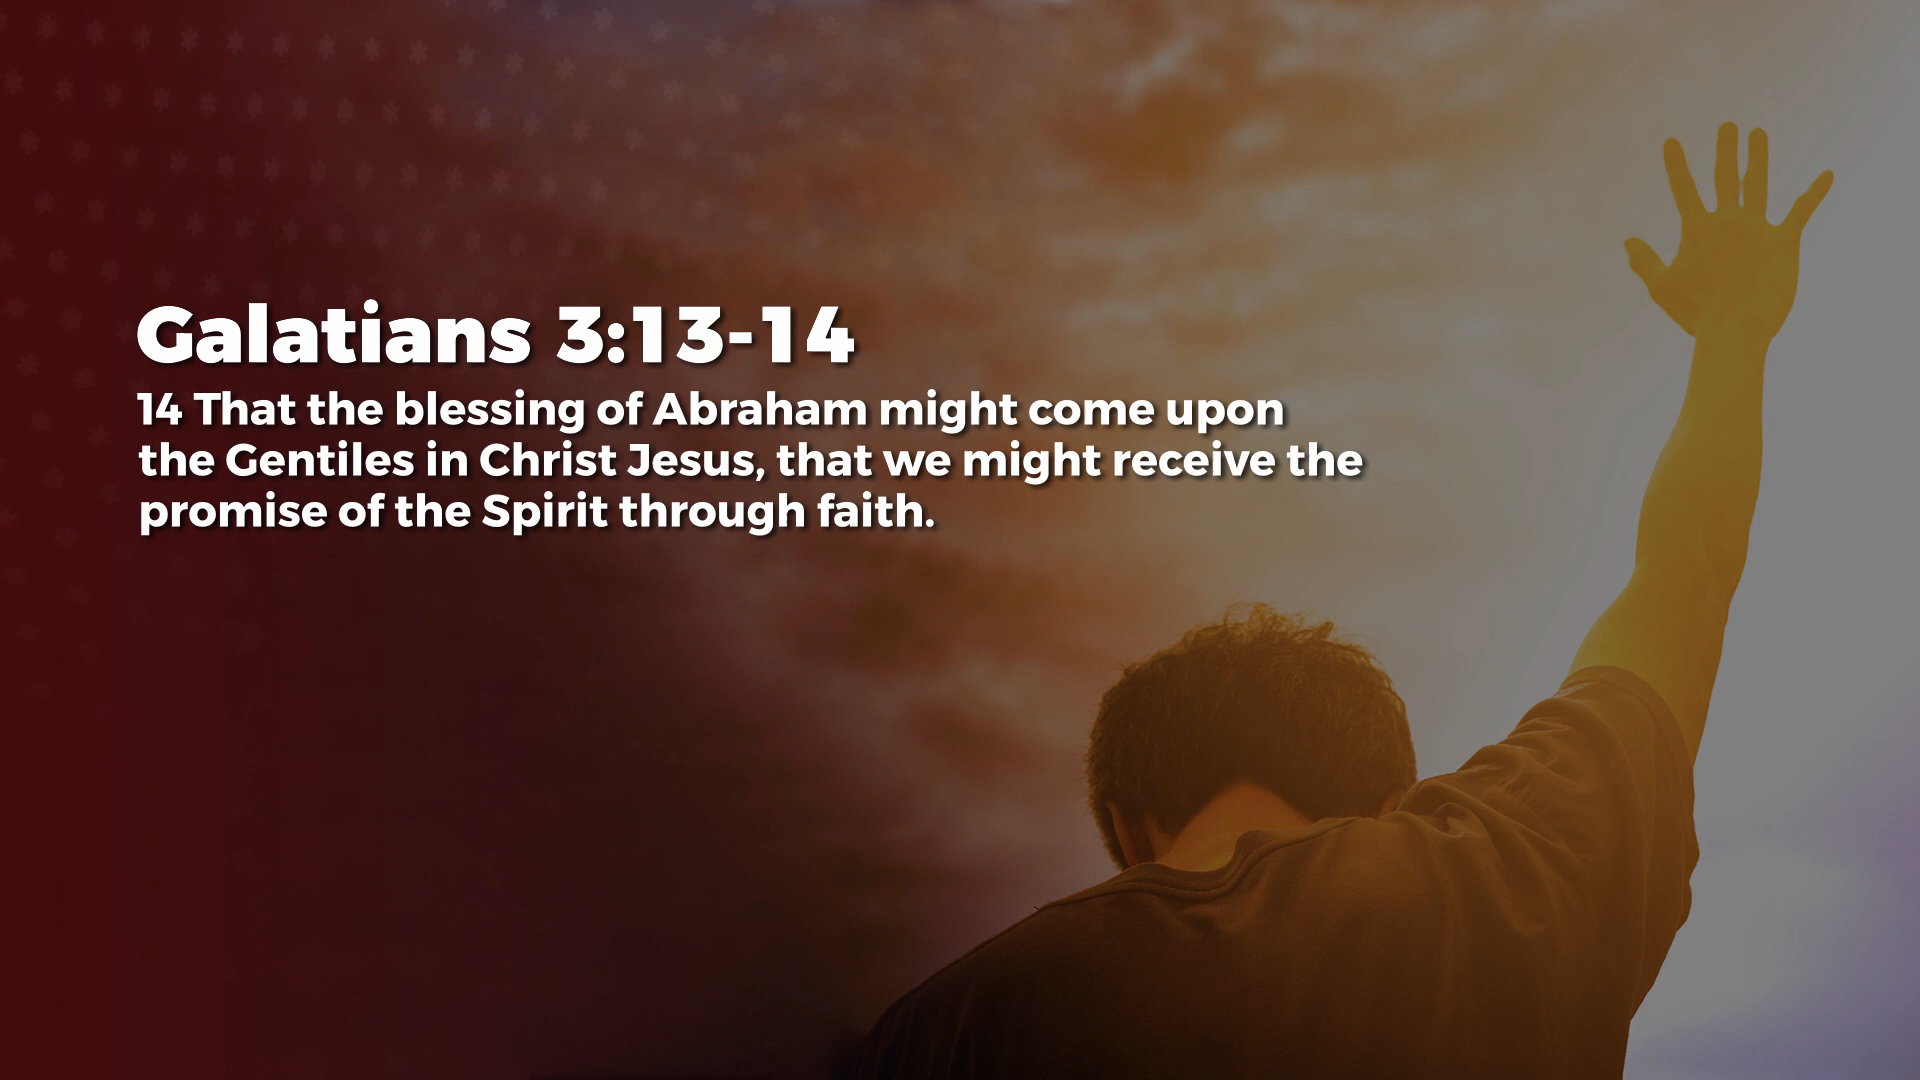 Galatians 3:13-14
14 That the blessing of Abraham might come upon
the Gentiles in Christ Jesus, that we might receive the
promise of the Spirit through faith.